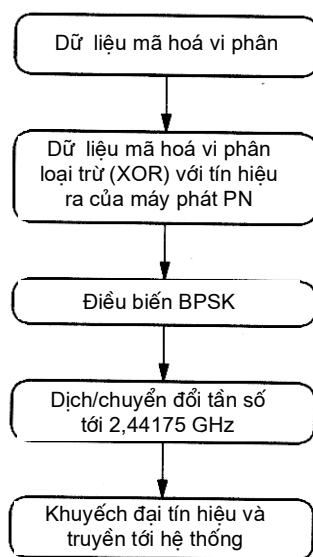 Dữ liệu mã hoá vi phân
Dữ liệu mã hoá vi phân
loại trừ (XOR) với tín hiệu
ra của máy phát PN
Điều biến BPSK
Dịch/chuyển đổi tần số
tới 2,44175 GHz
Khuyếch đại tín hiệu và
truyền tới hệ thống